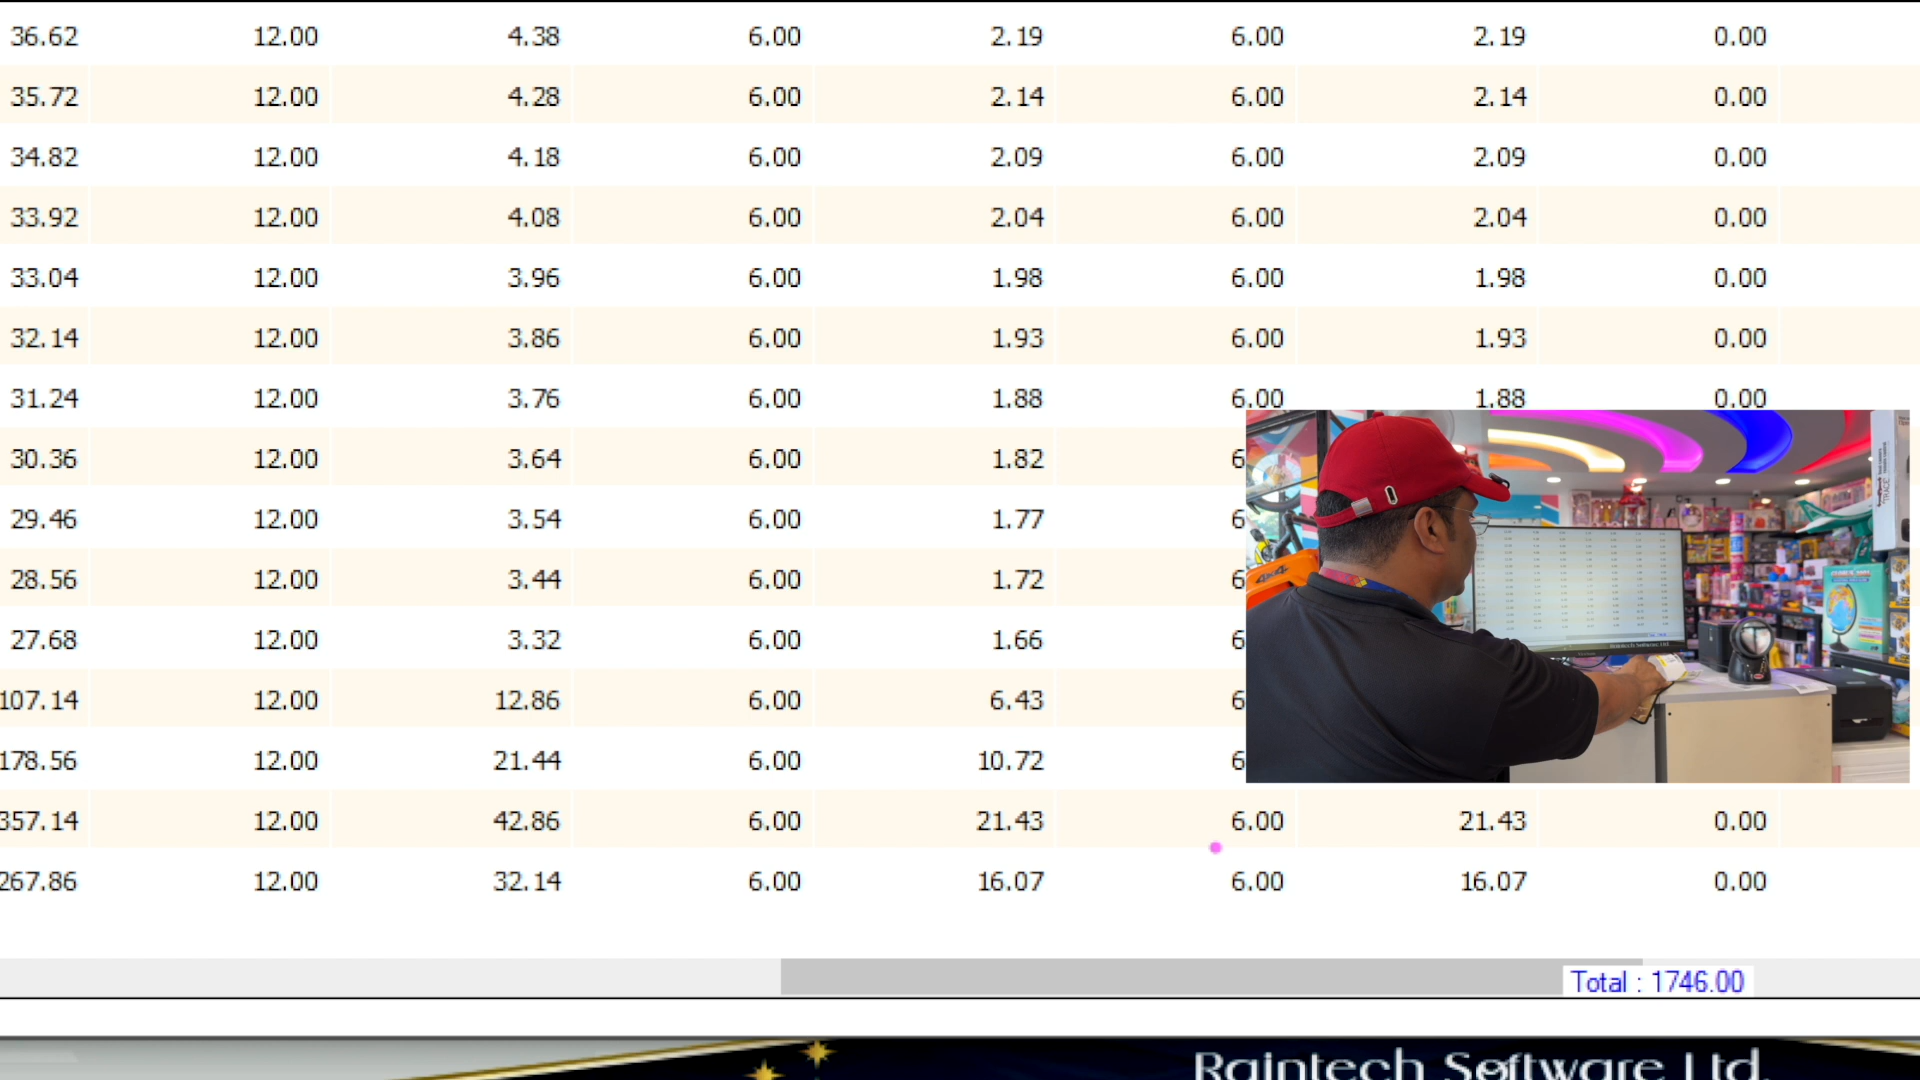 36.62 12.00 4.38 6.00 2.19 6.00 2.19 0.00
35.72 12.00 4.28 6.00 2.14 6.00 2.14 0.00
34.82 12.00 4.18 6.00 2.09 6.00 2.09 0.00
33.92 12.00 4.08 6.00 2.04 6.00 2.04 0.00
33.04 12.00 3.96 6.00 1.98 6.00 1.98 0.00
32.14 12.00 3.86 6.00 1.93 6.00 1.93 0.00
31.24 12.00 3.76 6.00 1.88 6.00 1.88 0.00
30.36 12.00 3.64 6.00 1.82 6
29.46 12.00 3.54 6.00 1.77 6
28.56 12.00 3.44 6.00 1.72 6
27.68 12.00 3.32 6.00 1.66 6
107.14 12.00 12.86 6.00 6.43 6
178.56 12.00 21.44 6.00 10.72 6
357.14 12.00 42.86 6.00 21.43 6.00 21.43 0.00
267.86 12.00 32.14 6.00 16.07 6.00 16.07 0.00
4x4
Total : 1746.00
Raintech Software Ltd.